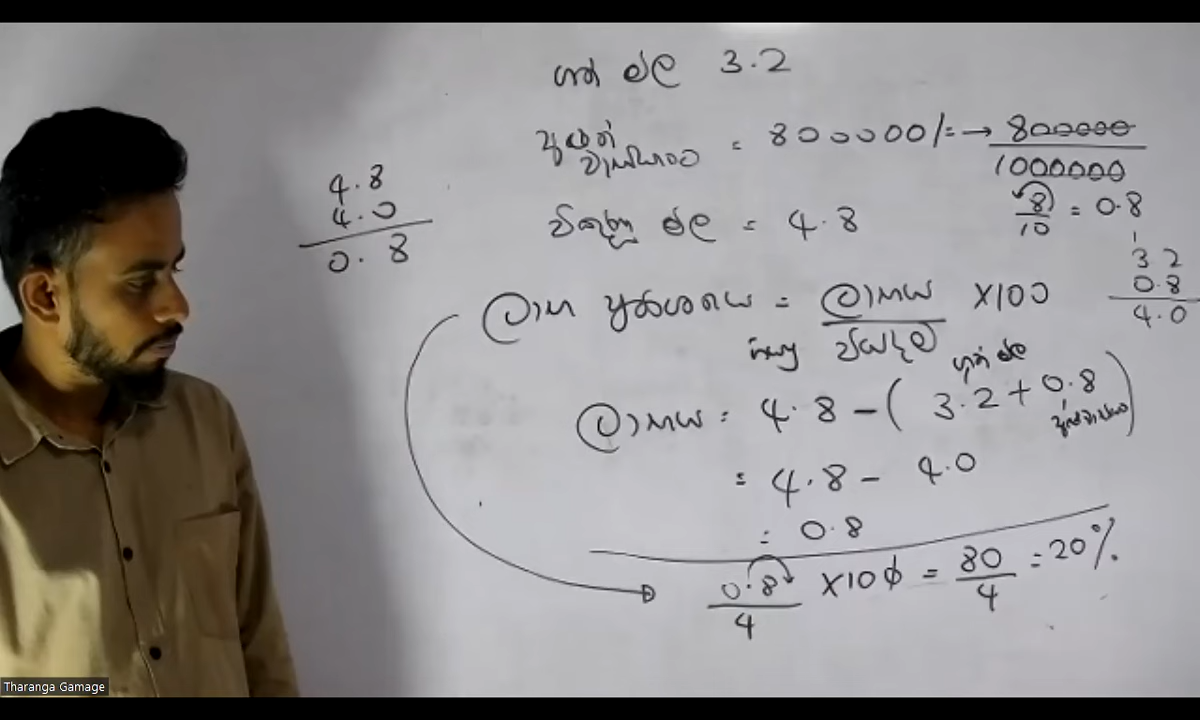 ගත් මිල 3.2
අලුත් වැඩියාව = 800000/= → 800000/1000000
8/10 = 0.8
4.8
4.0
0.8
විකුණු මිල = 4.8
3.2
0.8
4.0
ලාභ ප්‍රතිශතය = ලාභය X100
වියදම
ගත් මිල
ලාභය = 4.8 - ( 3.2 + 0.8 )
= 4.8 - 4.0
= 0.8
0.8/4 X100 = 80/4 = 20%
Tharanga Gamage